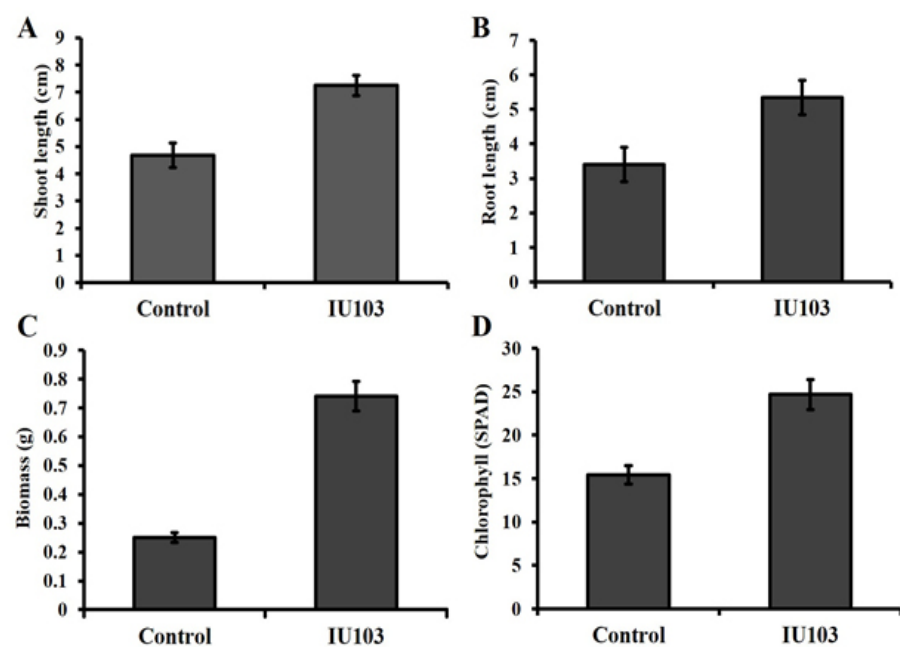 A
Shoot length (cm)
9
8
7
6
5
4
3
2
1
0
Control IU103
B
Root length (cm)
7
6
5
4
3
2
1
0
Control IU103
C
Biomass (g)
0.9
0.8
0.7
0.6
0.5
0.4
0.3
0.2
0.1
0
Control IU103
D
Chlorophyll (SPAD)
30
25
20
15
10
5
0
Control IU103